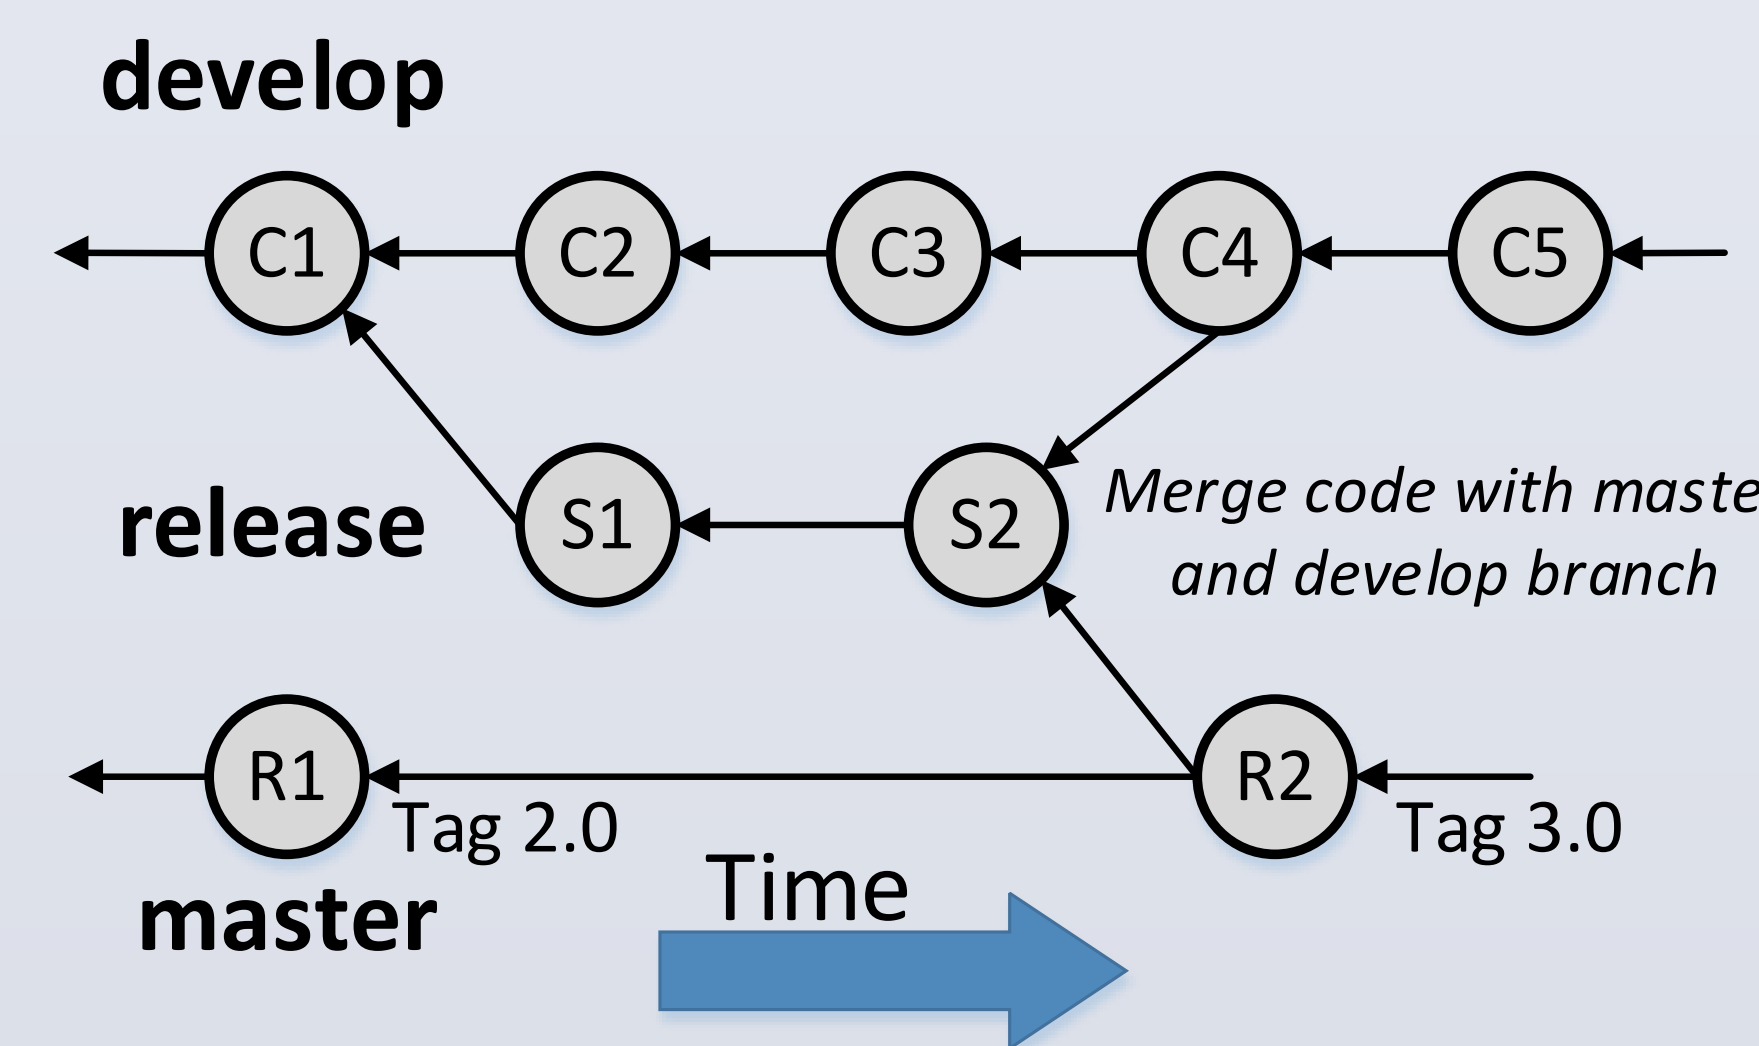 develop
C1 C2 C3 C4 C5
release
S1 S2
Merge code with maste
and develop branch
R1 R2
Tag 2.0 Tag 3.0
master
Time